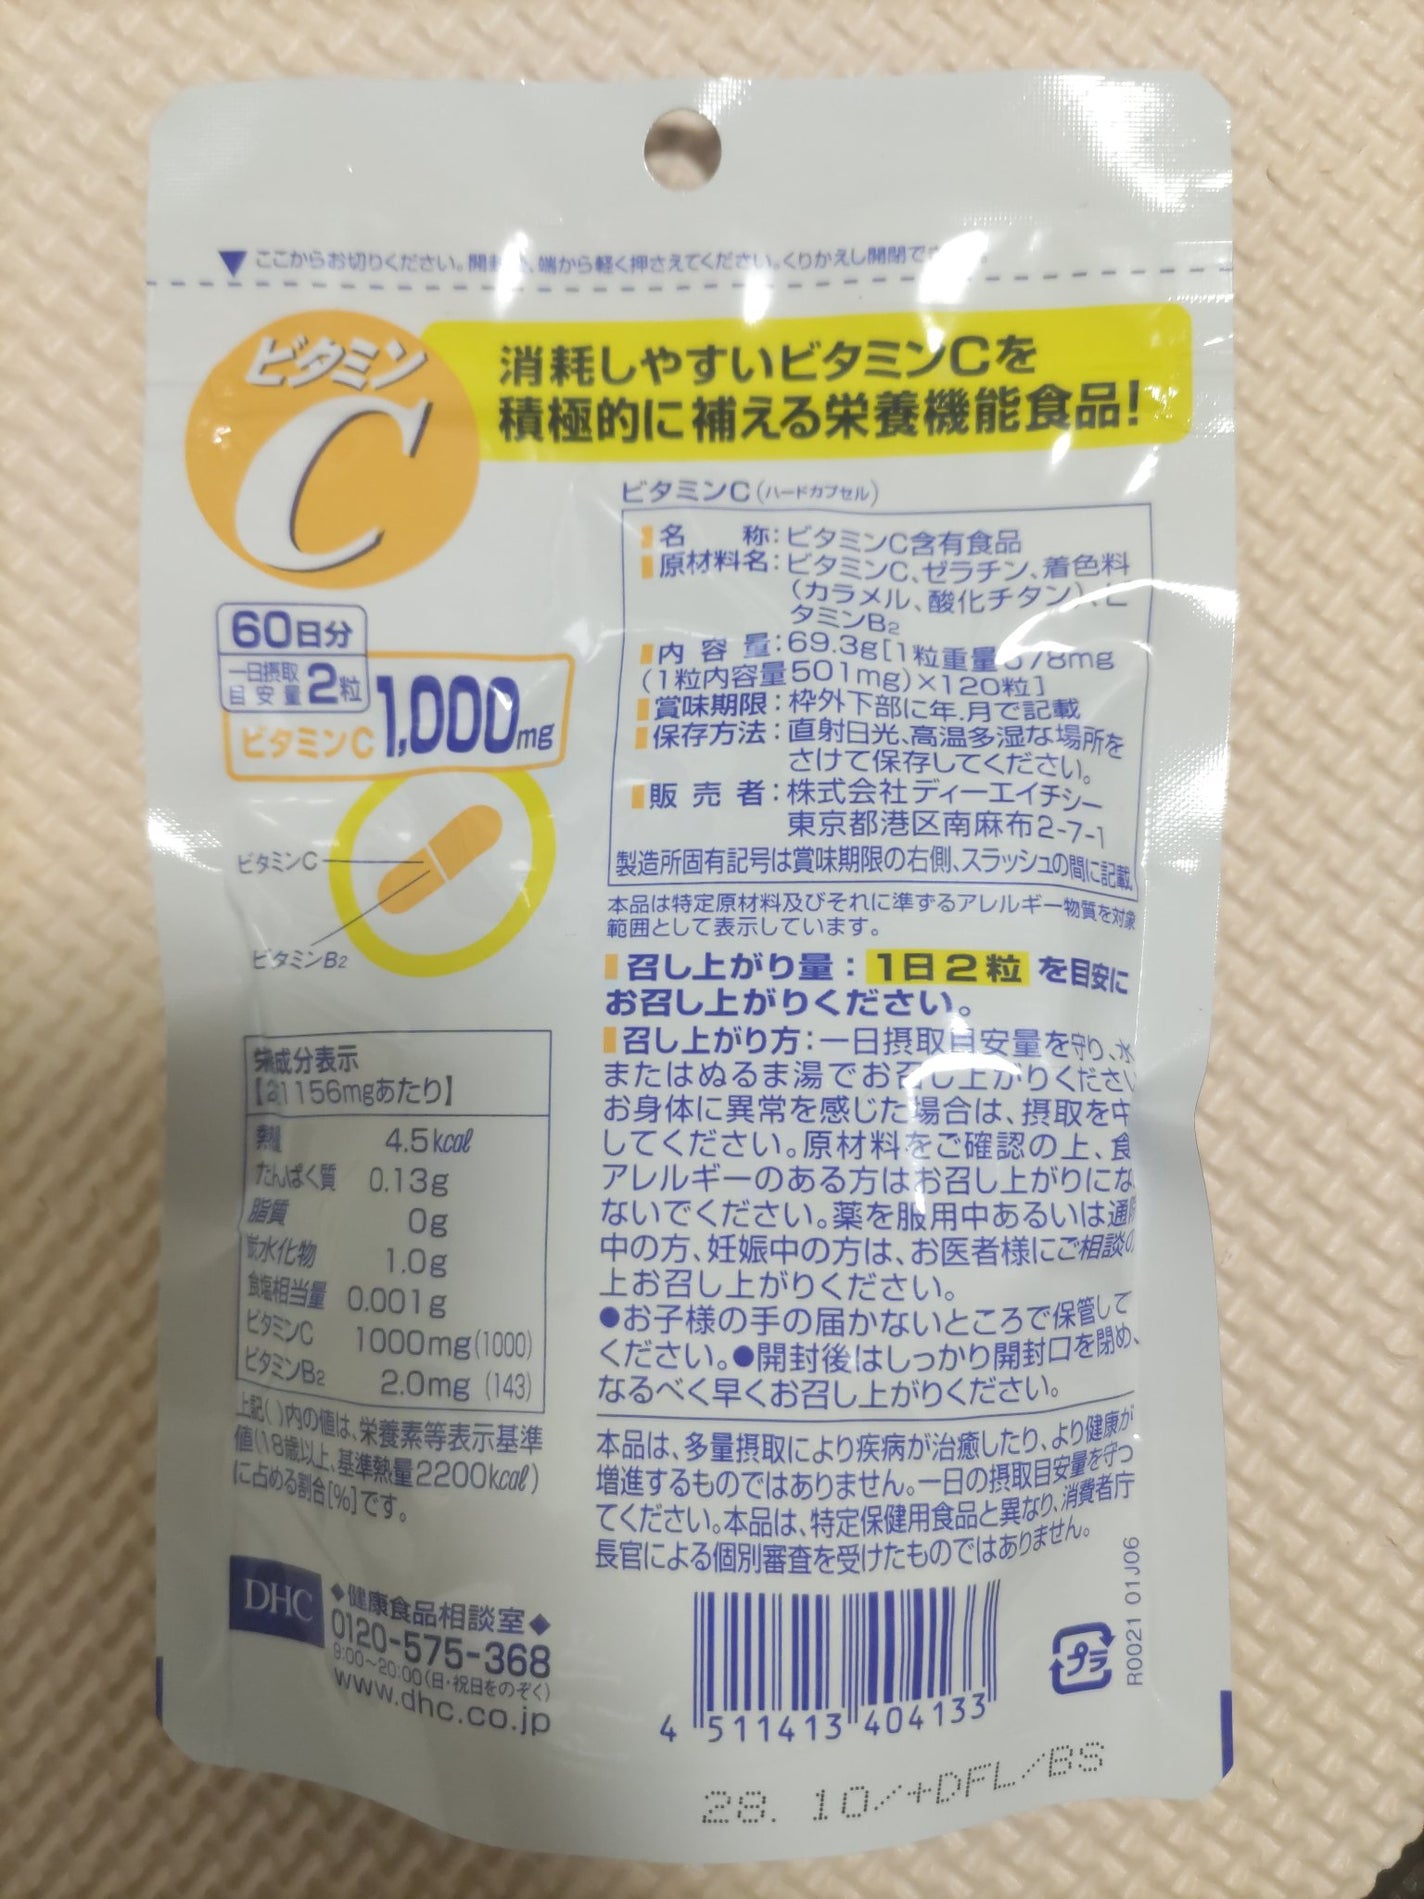 ▼ここからお切りください。開封、端から軽く押さえてください。くりかえし開閉で
ビタミン
C
消耗しやすいビタミンCを
積極的に補える栄養機能食品!
60日分
一日摂取
目安量2粒
ビタミンC 1,000mg
ビタミンC
ビタミンB2
ビタミンC(ハードカプセル)
名 称:ビタミンC含有食品
原材料名:ビタミンC、ゼラチン、着色料
(カラメル、酸化チタン)、ビ
タミンB2
内容量:69.3g[1粒重量578mg
(1粒内容量501mg)×120粒]
賞味期限:枠外下部に年.月で記載
保存方法:直射日光、高温多湿な場所を
さけて保存してください。
販売者:株式会社ディーエイチシー
東京都港区南麻布2-7-1
製造所固有記号は賞味期限の右側、スラッシュの間に記載
本品は特定原材料及びそれに準ずるアレルギー物質を対象
範囲として表示しています。
召し上がり量:1日2粒を目安に
お召し上がりください。
召し上がり方:一日摂取目安量を守り、水
またはぬるま湯でお召し上がりくださ
お身体に異常を感じた場合は、摂取を中
してください。原材料をご確認の上、食
アレルギーのある方はお召し上がりにな
ないでください。薬を服用中あるいは通院
中の方、妊娠中の方は、お医者様にご相談の
上お召し上がりください。
●お子様の手の届かないところで保管して
ください。●開封後はしっかり開封口を閉め、
なるべく早くお召し上がりください。
本品は、多量摂取により疾病が治癒したり、より健康が
増進するものではありません。一日の摂取目安量を守っ
てください。本品は、特定保健用食品と異なり、消費者庁
長官による個別審査を受けたものではありません。
成分表示
1156mgあたり】
熱 4.5kcal
たんぱく質 0.13g
脂質 0g
炭水化物 1.0g
食塩相当量 0.001g
ビタミンC 1000mg(1000)
ビタミンB2 2.0mg (143)
上記( )内の値は、栄養素等表示基準
値(18歳以上、基準熱量2200kcal)
に占める割合[%]です。
DHC
◆健康食品相談室◆
0120-575-368
9:00~20:00(日・祝日をのぞく)
www.dhc.co.jp
4 511413 404133
プラ
R0021 01J06
28. 10/+DFL/BS